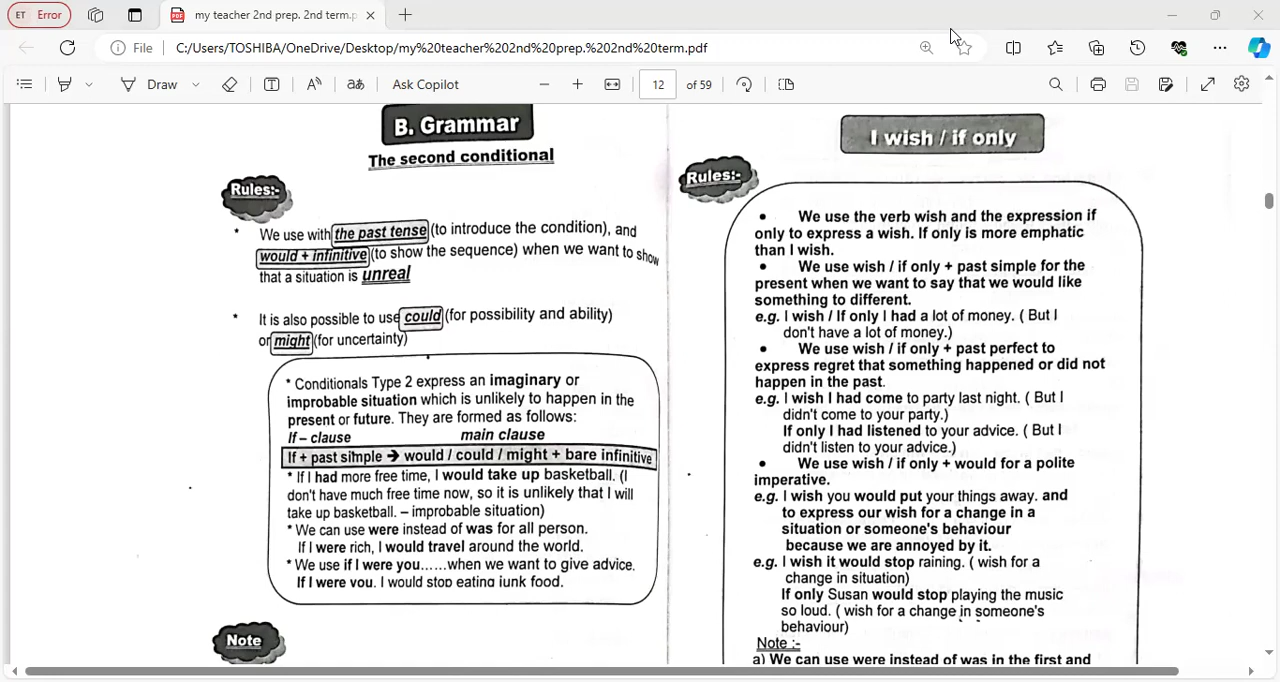 ET Error
my teacher 2nd prep. 2nd term.p
File C:/Users/TOSHIBA/OneDrive/Desktop/my%20teacher%202nd%20prep.%202nd%20term.pdf
Draw
aあ
Ask Copilot
12 of 59
B. Grammar
The second conditional
Rules:-
* We use with the past tense (to introduce the condition), and
would + infinitive (to show the sequence) when we want to show
that a situation is unreal
* It is also possible to use could (for possibility and ability)
or might (for uncertainty)
* Conditionals Type 2 express an imaginary or
improbable situation which is unlikely to happen in the
present or future. They are formed as follows:
If – clause main clause
If + past simple ➔ would / could / might + bare infinitive
* If I had more free time, I would take up basketball. (I
don't have much free time now, so it is unlikely that I will
take up basketball. – improbable situation)
* We can use were instead of was for all person.
If I were rich, I would travel around the world.
* We use if I were you……when we want to give advice.
If I were you. I would stop eating junk food.
Note
I wish / if only
Rules:-
• We use the verb wish and the expression if
only to express a wish. If only is more emphatic
than I wish.
• We use wish / if only + past simple for the
present when we want to say that we would like
something to different.
e.g. I wish / If only I had a lot of money. ( But I
don't have a lot of money.)
• We use wish / if only + past perfect to
express regret that something happened or did not
happen in the past.
e.g. I wish I had come to party last night. ( But I
didn't come to your party.)
If only I had listened to your advice. ( But I
didn't listen to your advice.)
• We use wish / if only + would for a polite
imperative.
e.g. I wish you would put your things away. and
to express our wish for a change in a
situation or someone's behaviour
because we are annoyed by it.
e.g. I wish it would stop raining. ( wish for a
change in situation)
If only Susan would stop playing the music
so loud. ( wish for a change in someone's
behaviour)
Note :-
a) We can use were instead of was in the first and